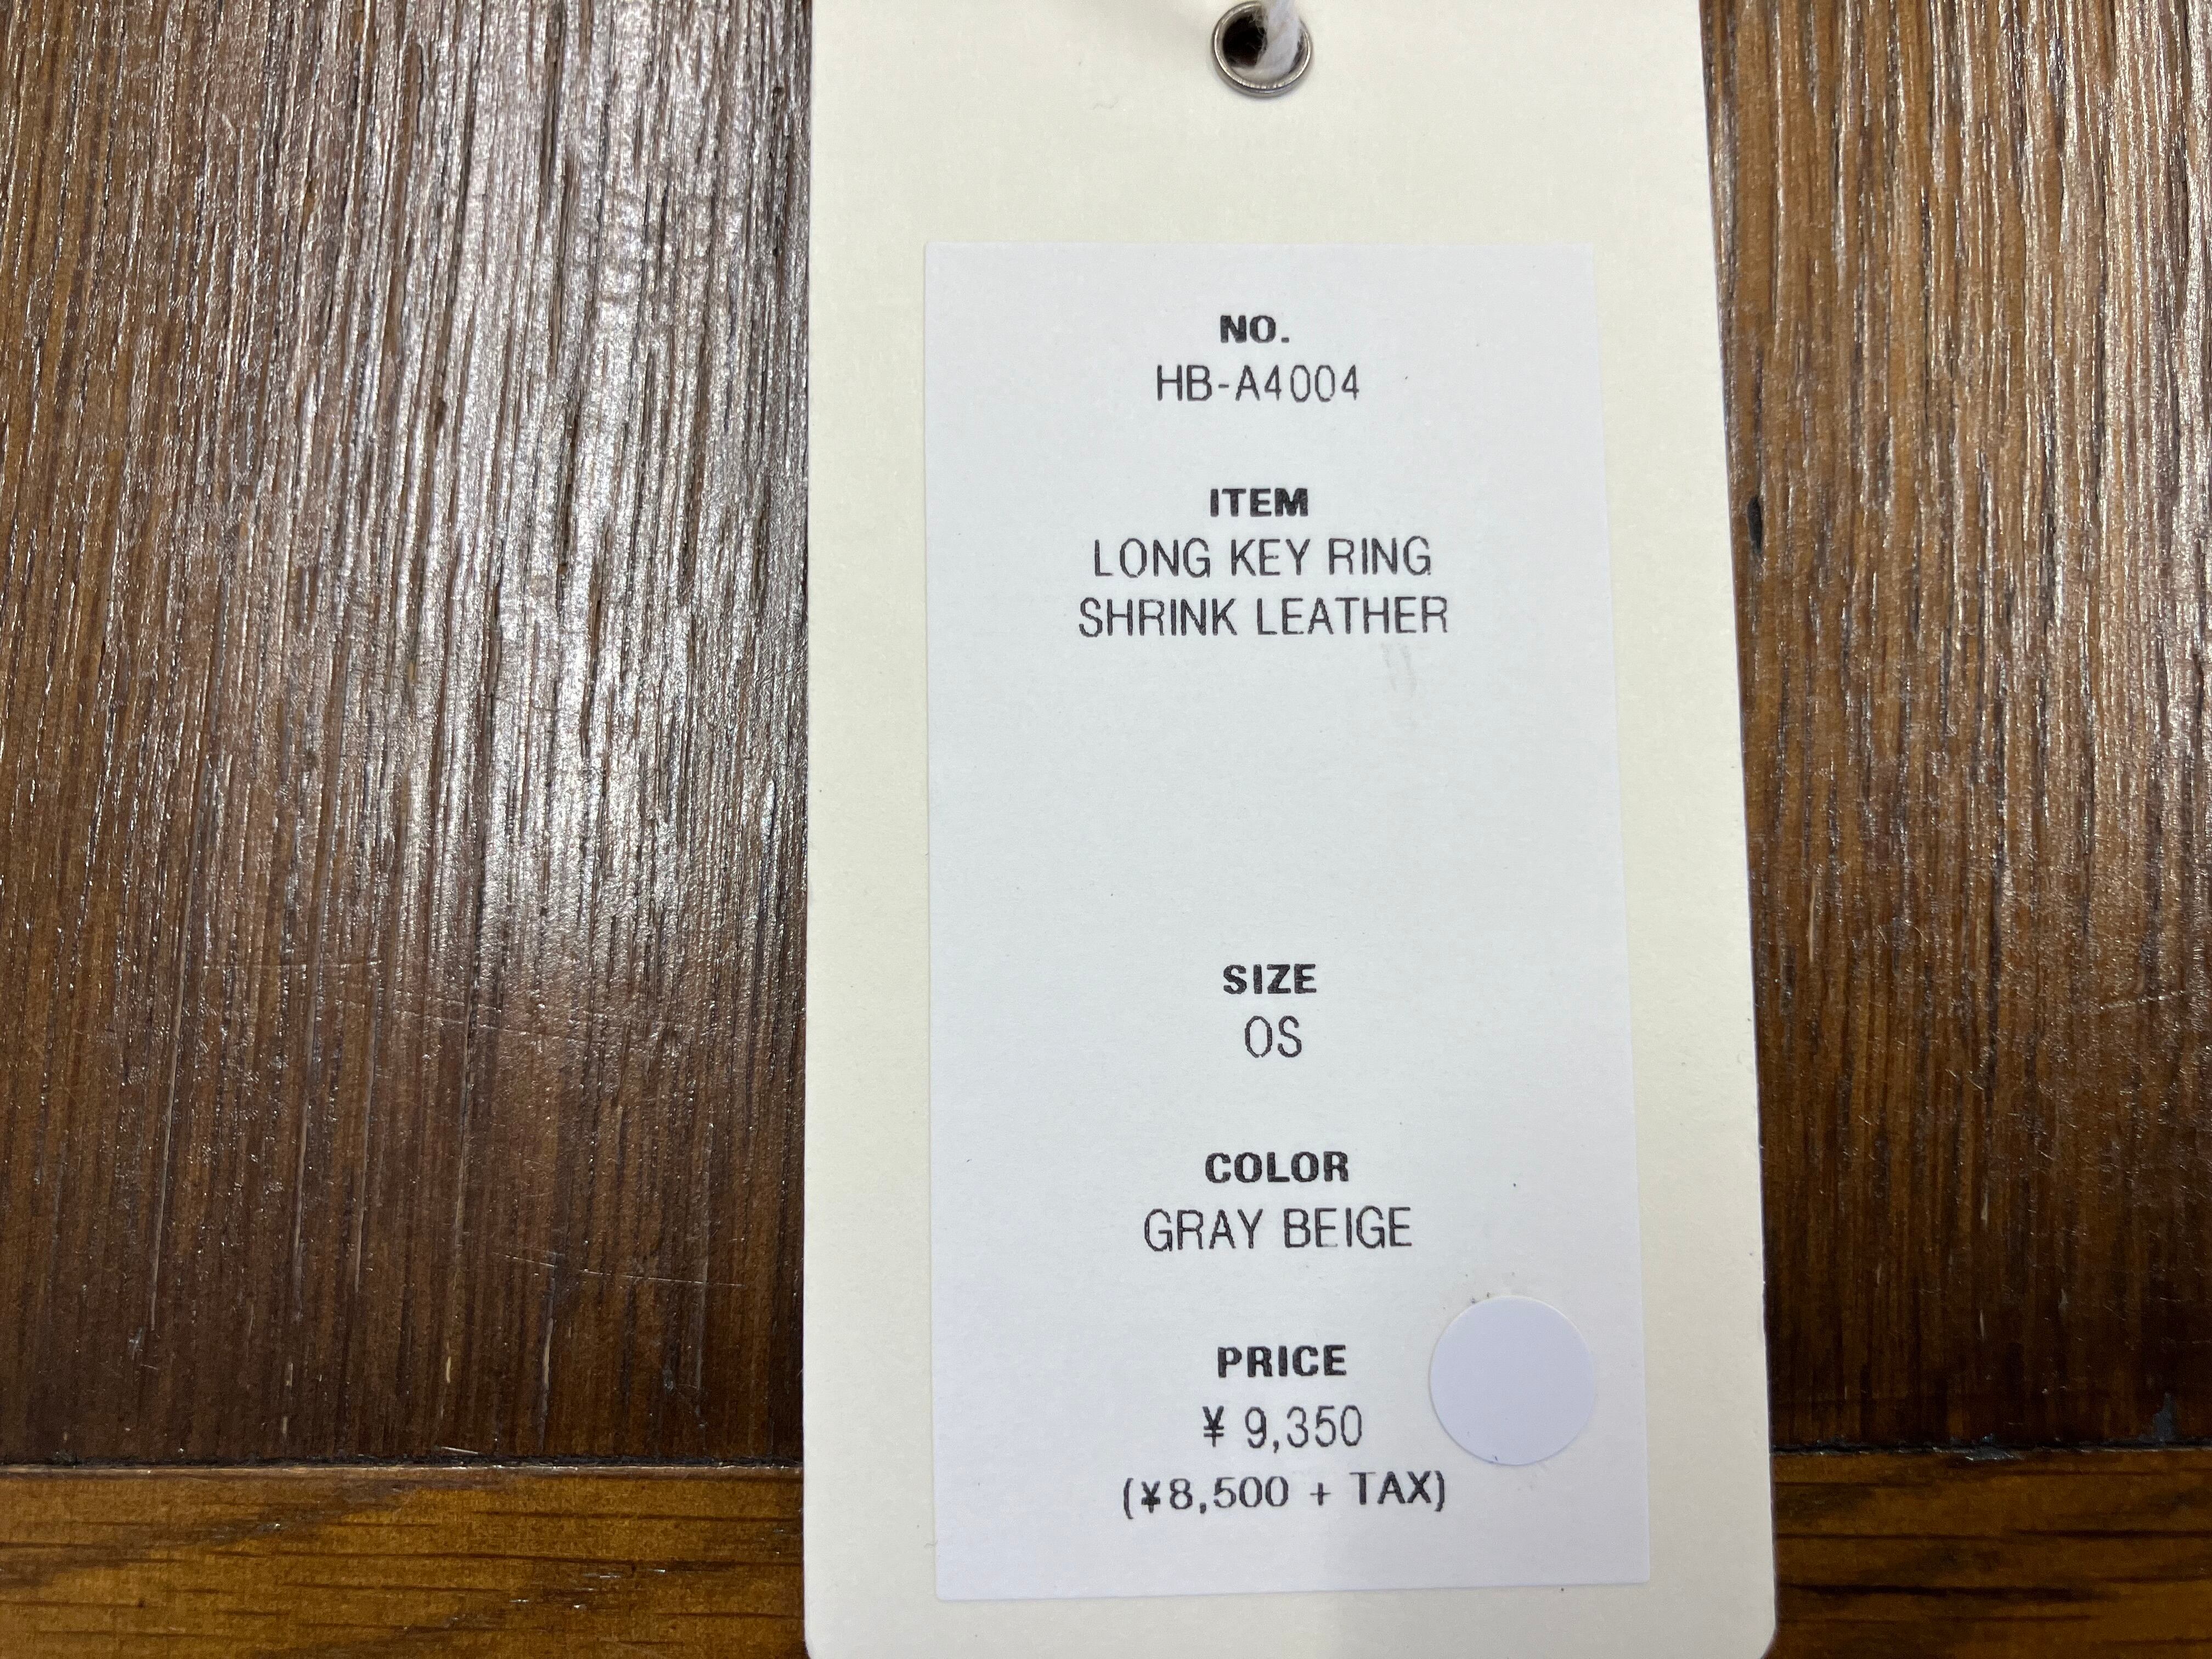 NO.
HB-A4004
ITEM
LONG KEY RING
SHRINK LEATHER
SIZE
OS
COLOR
GRAY BEIGE
PRICE
¥ 9,350
(¥8,500 + TAX)